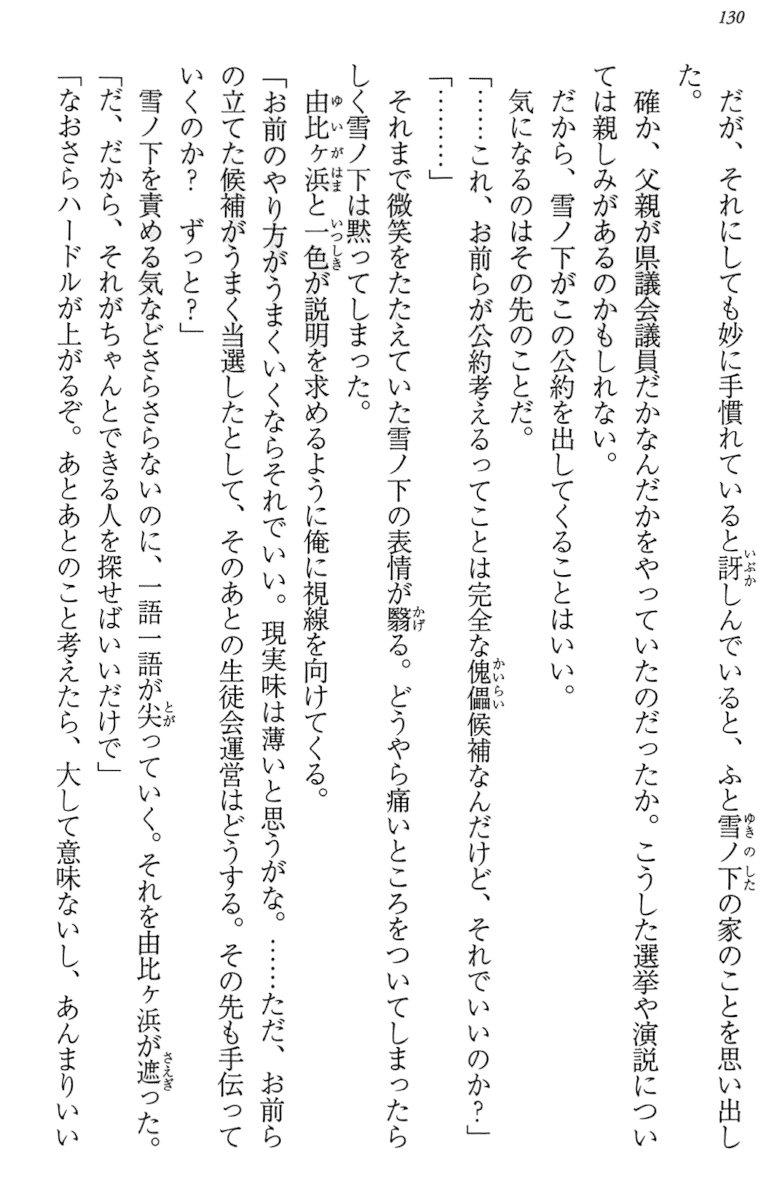 130
だが、それにしても妙に手慣れていると訝しんでいると、ふと雪ノ下の家のことを思い出し
た。
確か、父親が県議会議員だかなんだかをやっていたのだったか。こうした選挙や演説につい
ては親しみがあるのかもしれない。
だから、雪ノ下がこの公約を出してくることはいい。
気になるのはその先のことだ。
「……これ、お前らが公約考えるってことは完全な傀儡候補なんだけど、それでいいのか?」
「………」
それまで微笑をたたえていた雪ノ下の表情が翳る。どうやら痛いところをついてしまったら
しく雪ノ下は黙ってしまった。
由比ヶ浜と一色が説明を求めるように俺に視線を向けてくる。
「お前のやり方がうまくいくならそれでいい。現実味は薄いと思うがな。……ただ、お前ら
の立てた候補がうまく当選したとして、そのあとの生徒会運営はどうする。その先も手伝って
いくのか? ずっと?」
雪ノ下を責める気などさらさらないのに、一語一語が尖っていく。それを由比ヶ浜が遮った。
「だ、だから、それがちゃんとできる人を探せばいいだけで」
「なおさらハードルが上がるぞ。あとあとのこと考えたら、大して意味ないし、あんまりいい